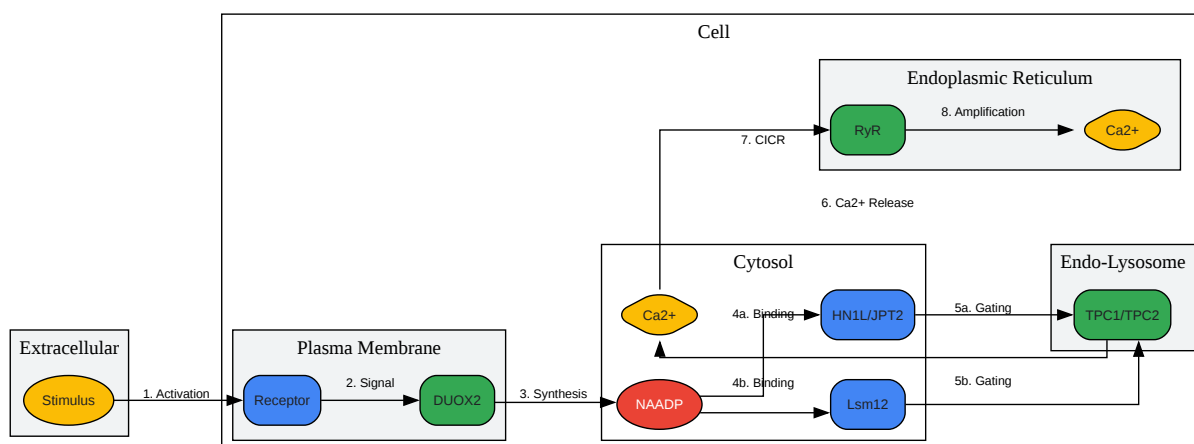 Cell
Endoplasmic Reticulum
RyR
8. Amplification
Ca2+
7. CICR
6. Ca2+ Release
Cytosol
Endo-Lysosome
Ca2+
4a. Binding
HN1L/JPT2
5a. Gating
TPC1/TPC2
Extracellular
Plasma Membrane
Stimulus
1. Activation
Receptor
2. Signal
DUOX2
3. Synthesis
NAADP
4b. Binding
Lsm12
5b. Gating